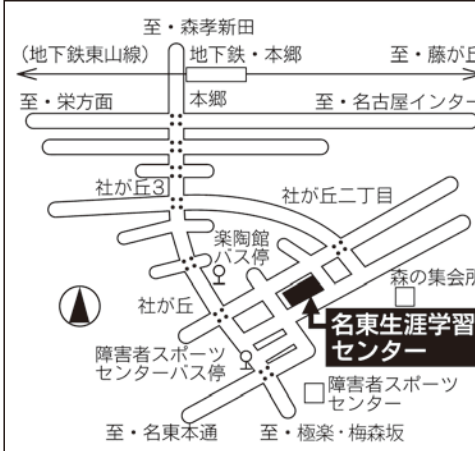 至・森孝新田
（地下鉄東山線）
地下鉄・本郷
至・藤が丘
至・栄方面
本郷
至・名古屋インター
社が丘3
社が丘二丁目
楽陶館
バス停
森の集会所
社が丘
名東生涯学習
センター
障害者スポーツ
センターバス停
障害者スポーツ
センター
至・名東本通
至・極楽・梅森坂